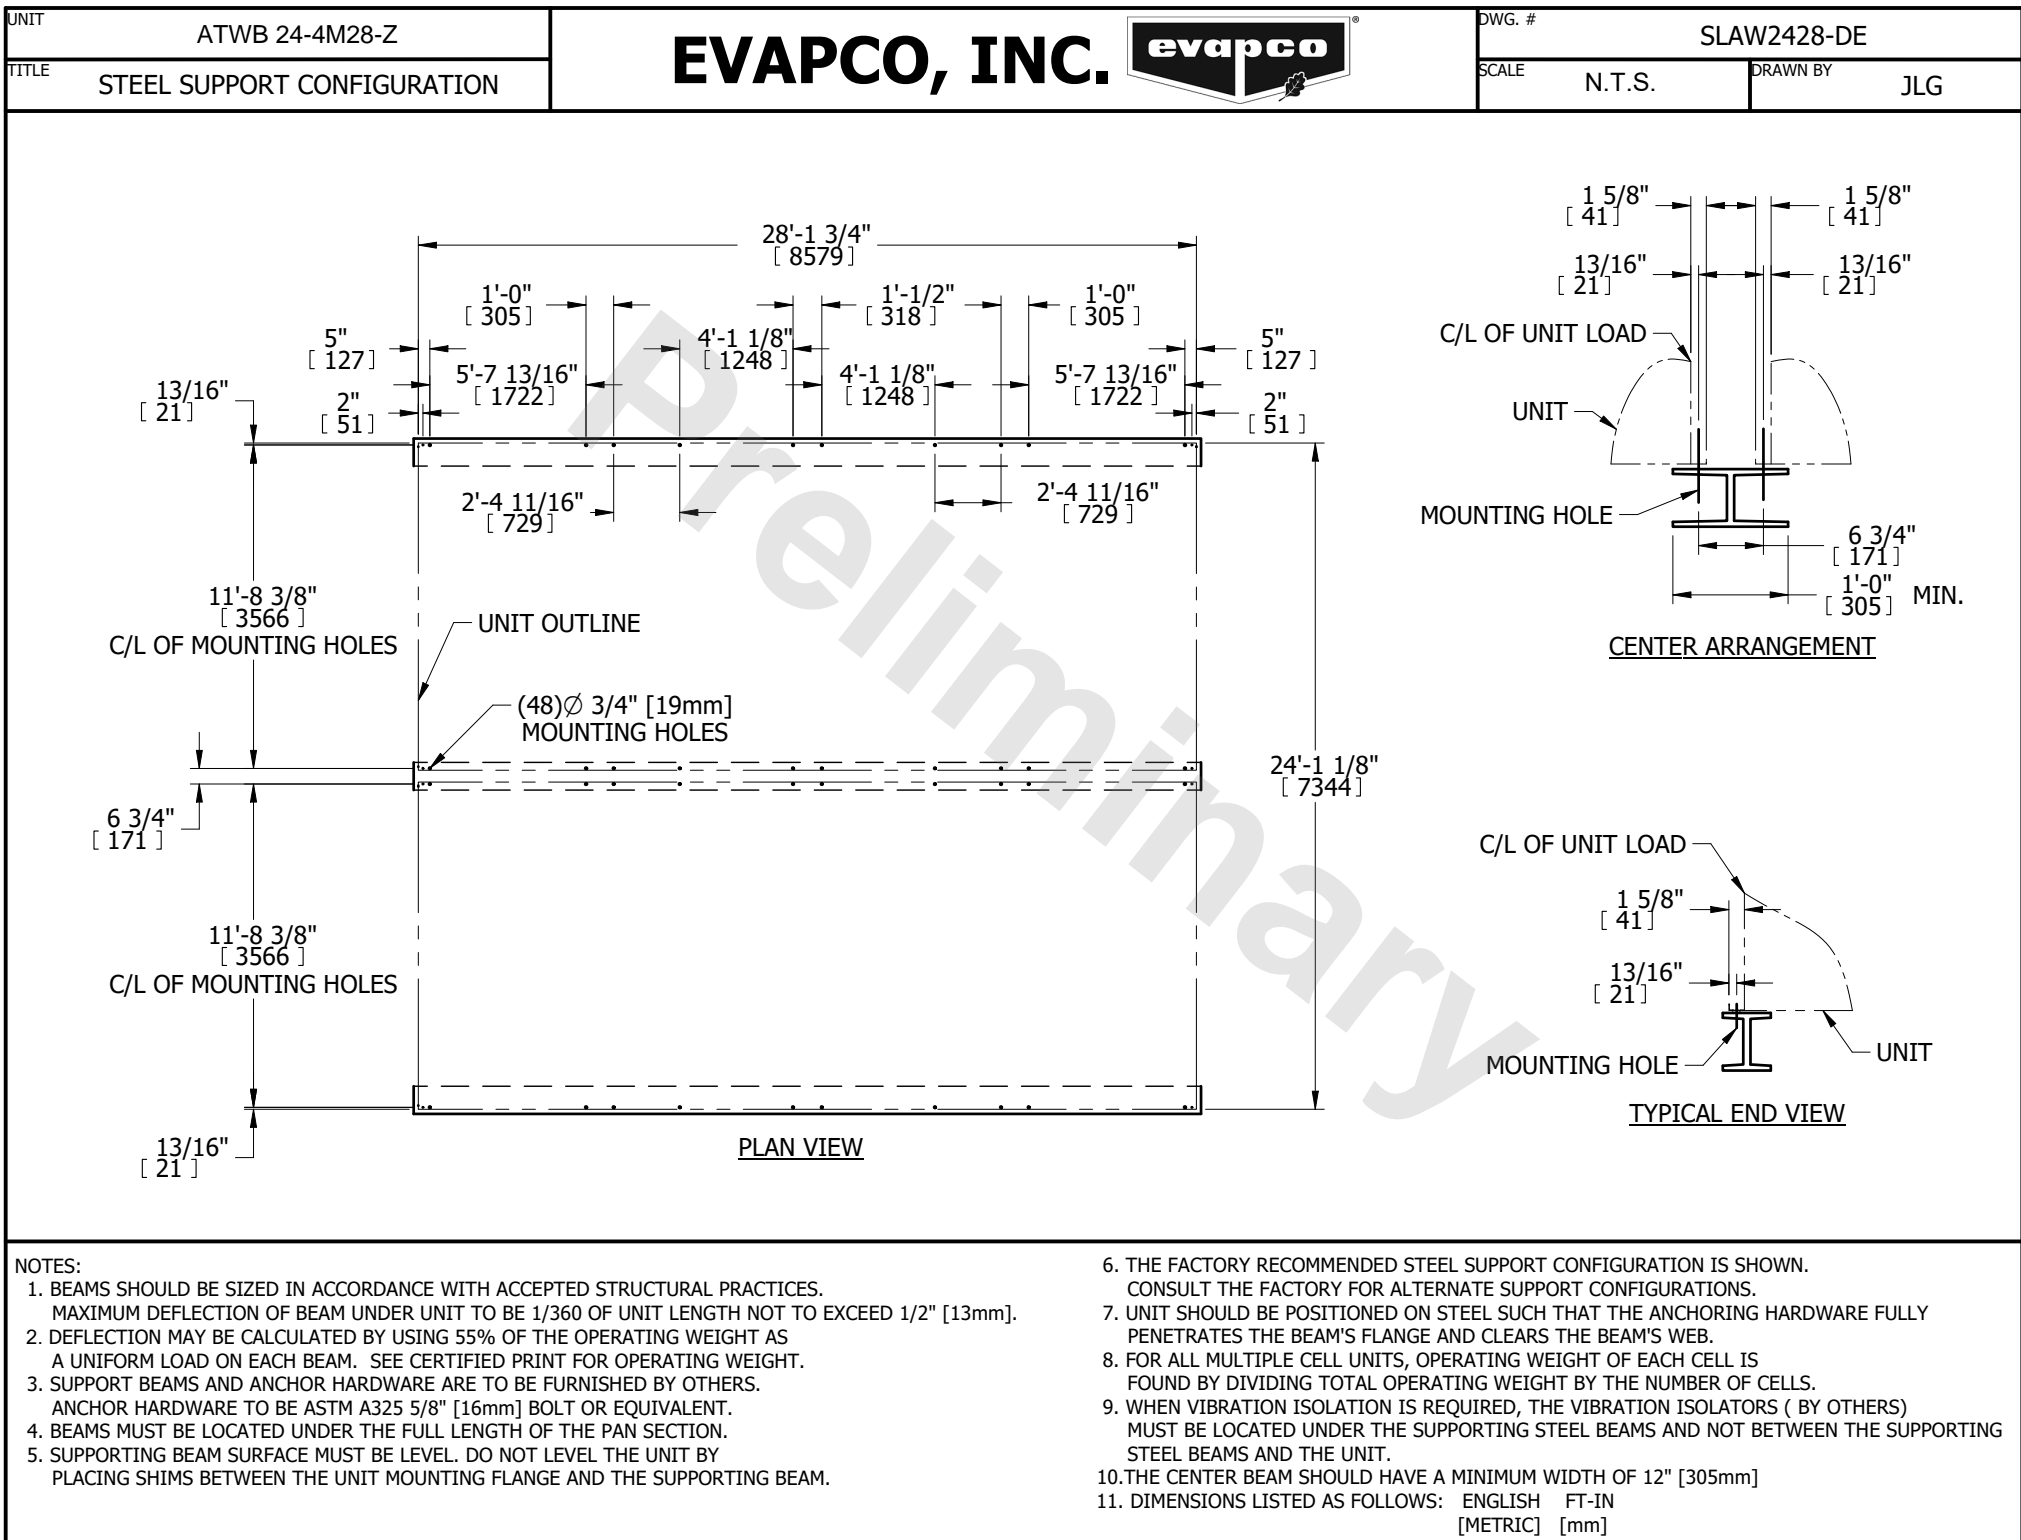 UNIT
ATWB 24-4M28-Z
TITLE
STEEL SUPPORT CONFIGURATION
EVAPCO, INC.
evapco
®
DWG. #
SLAW2428-DE
SCALE
N.T.S.
DRAWN BY
JLG
28'-1 3/4"
[ 8579 ]
1'-0"
[ 305 ]
1'-1/2"
[ 318 ]
1'-0"
[ 305 ]
5"
[ 127 ]
4'-1 1/8"
[ 1248 ]
5"
[ 127 ]
5'-7 13/16"
[ 1722 ]
4'-1 1/8"
[ 1248 ]
5'-7 13/16"
[ 1722 ]
13/16"
[ 21 ]
2"
[ 51 ]
2"
[ 51 ]
2'-4 11/16"
[ 729 ]
2'-4 11/16"
[ 729 ]
11'-8 3/8"
[ 3566 ]
C/L OF MOUNTING HOLES
UNIT OUTLINE
(48)Ø 3/4" [19mm]
MOUNTING HOLES
6 3/4"
[ 171 ]
24'-1 1/8"
[ 7344 ]
11'-8 3/8"
[ 3566 ]
C/L OF MOUNTING HOLES
13/16"
[ 21 ]
PLAN VIEW
Preliminary
1 5/8"
[ 41 ]
1 5/8"
[ 41 ]
13/16"
[ 21 ]
13/16"
[ 21 ]
C/L OF UNIT LOAD
UNIT
MOUNTING HOLE
6 3/4"
[ 171 ]
1'-0"
[ 305 ]
MIN.
CENTER ARRANGEMENT
C/L OF UNIT LOAD
1 5/8"
[ 41 ]
13/16"
[ 21 ]
MOUNTING HOLE
UNIT
TYPICAL END VIEW
NOTES:
1. BEAMS SHOULD BE SIZED IN ACCORDANCE WITH ACCEPTED STRUCTURAL PRACTICES.
MAXIMUM DEFLECTION OF BEAM UNDER UNIT TO BE 1/360 OF UNIT LENGTH NOT TO EXCEED 1/2" [13mm].
2. DEFLECTION MAY BE CALCULATED BY USING 55% OF THE OPERATING WEIGHT AS
A UNIFORM LOAD ON EACH BEAM. SEE CERTIFIED PRINT FOR OPERATING WEIGHT.
3. SUPPORT BEAMS AND ANCHOR HARDWARE ARE TO BE FURNISHED BY OTHERS.
ANCHOR HARDWARE TO BE ASTM A325 5/8" [16mm] BOLT OR EQUIVALENT.
4. BEAMS MUST BE LOCATED UNDER THE FULL LENGTH OF THE PAN SECTION.
5. SUPPORTING BEAM SURFACE MUST BE LEVEL. DO NOT LEVEL THE UNIT BY
PLACING SHIMS BETWEEN THE UNIT MOUNTING FLANGE AND THE SUPPORTING BEAM.
6. THE FACTORY RECOMMENDED STEEL SUPPORT CONFIGURATION IS SHOWN.
CONSULT THE FACTORY FOR ALTERNATE SUPPORT CONFIGURATIONS.
7. UNIT SHOULD BE POSITIONED ON STEEL SUCH THAT THE ANCHORING HARDWARE FULLY
PENETRATES THE BEAM'S FLANGE AND CLEARS THE BEAM'S WEB.
8. FOR ALL MULTIPLE CELL UNITS, OPERATING WEIGHT OF EACH CELL IS
FOUND BY DIVIDING TOTAL OPERATING WEIGHT BY THE NUMBER OF CELLS.
9. WHEN VIBRATION ISOLATION IS REQUIRED, THE VIBRATION ISOLATORS ( BY OTHERS)
MUST BE LOCATED UNDER THE SUPPORTING STEEL BEAMS AND NOT BETWEEN THE SUPPORTING
STEEL BEAMS AND THE UNIT.
10.THE CENTER BEAM SHOULD HAVE A MINIMUM WIDTH OF 12" [305mm]
11. DIMENSIONS LISTED AS FOLLOWS: ENGLISH FT-IN
[METRIC] [mm]